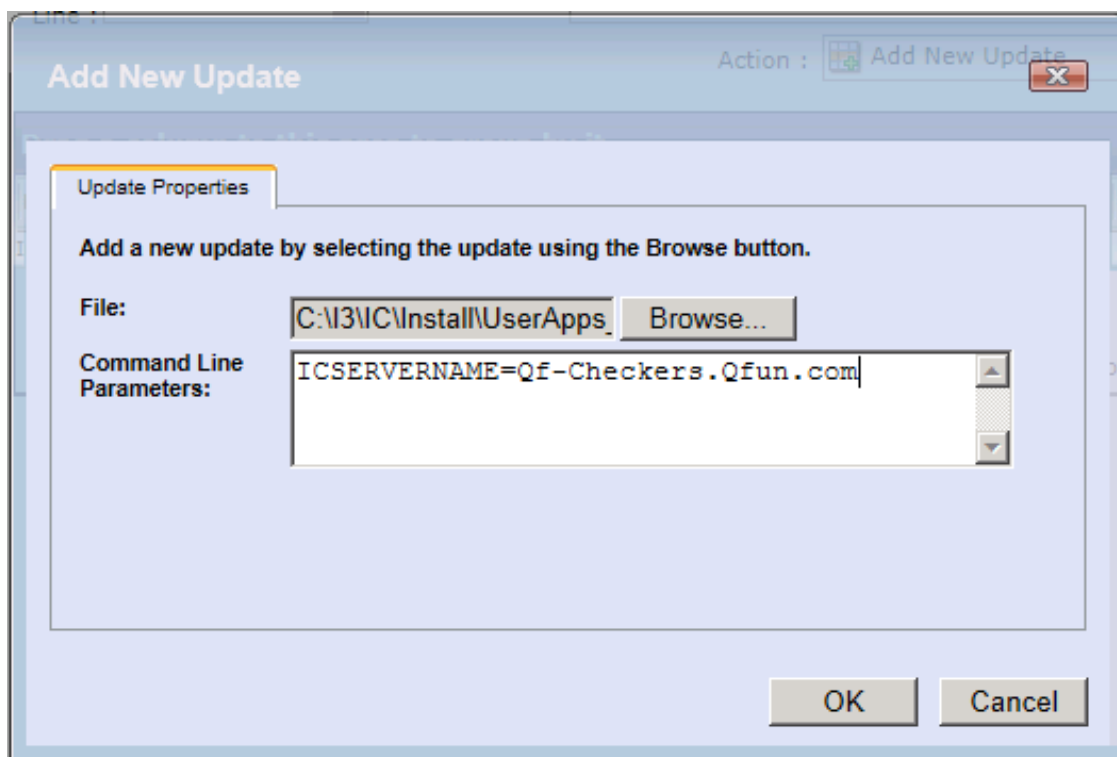 Line :
Action : Add New Update
Add New Update
Update Properties
Add a new update by selecting the update using the Browse button.
File:
C:\I3\IC\Install\UserApps_
Browse...
Command Line
Parameters:
ICSERVERNAME=Qf-Checkers.Qfun.com
OK
Cancel